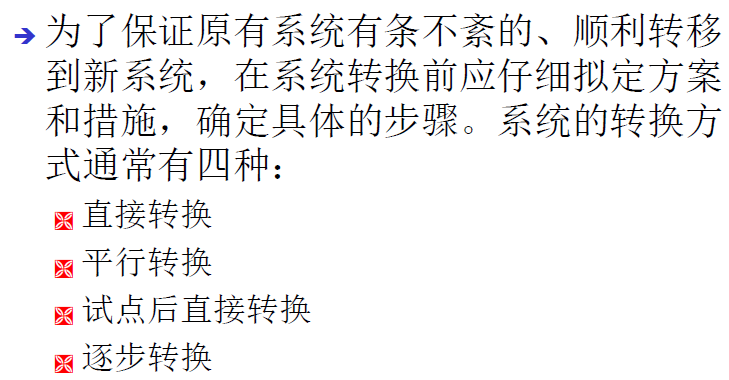 为了保证原有系统有条不紊的、顺利转移
到新系统，在系统转换前应仔细拟定方案
和措施，确定具体的步骤。系统的转换方
式通常有四种：
直接转换
平行转换
试点后直接转换
逐步转换